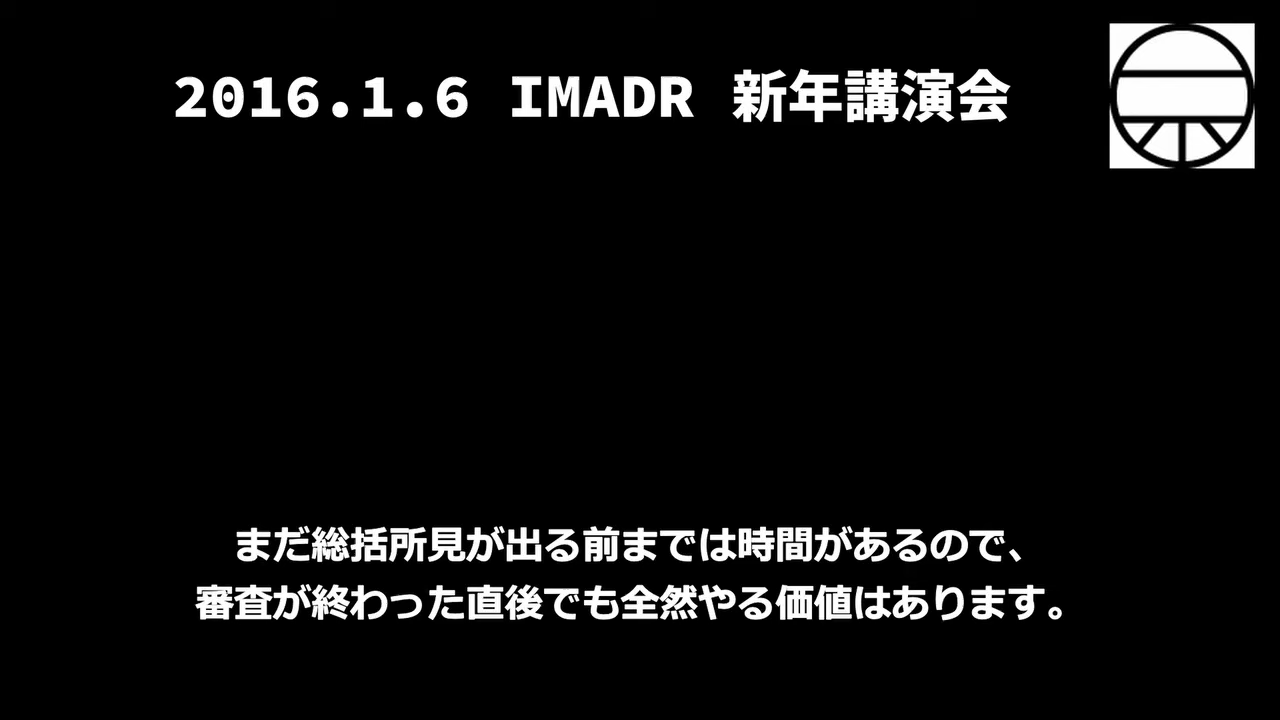 2016.1.6 IMADR 新年講演会
まだ総括所見が出る前までは時間があるので、
審査が終わった直後でも全然やる価値はあります。